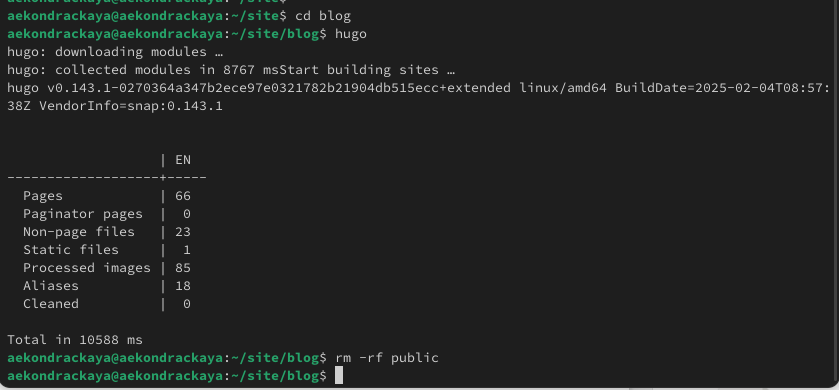 aekondrackaya@aekondrackaya:~/site$ cd blog
aekondrackaya@aekondrackaya:~/site/blog$ hugo
hugo: downloading modules …
hugo: collected modules in 8767 msStart building sites …
hugo v0.143.1-0270364a347b2ece97e0321782b21904db515ecc+extended linux/amd64 BuildDate=2025-02-04T08:57:
38Z VendorInfo=snap:0.143.1
                   | EN
-------------------+-----
  Pages            | 66
  Paginator pages  |  0
  Non-page files   | 23
  Static files     |  1
  Processed images | 85
  Aliases          | 18
  Cleaned          |  0
Total in 10588 ms
aekondrackaya@aekondrackaya:~/site/blog$ rm -rf public
aekondrackaya@aekondrackaya:~/site/blog$